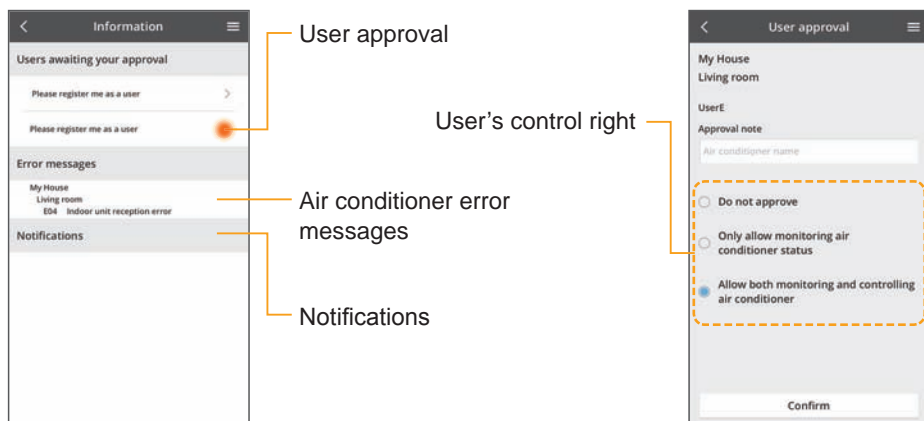 Information
Users awaiting your approval
Please register me as a user
Please register me as a user
Error messages
My House
Living room
E04 Indoor unit reception error
Notifications
User approval
Air conditioner error
messages
Notifications
User's control right
User approval
My House
Living room
UserE
Approval note
Air conditioner name
Do not approve
Only allow monitoring air
conditioner status
Allow both monitoring and controlling
air conditioner
Confirm